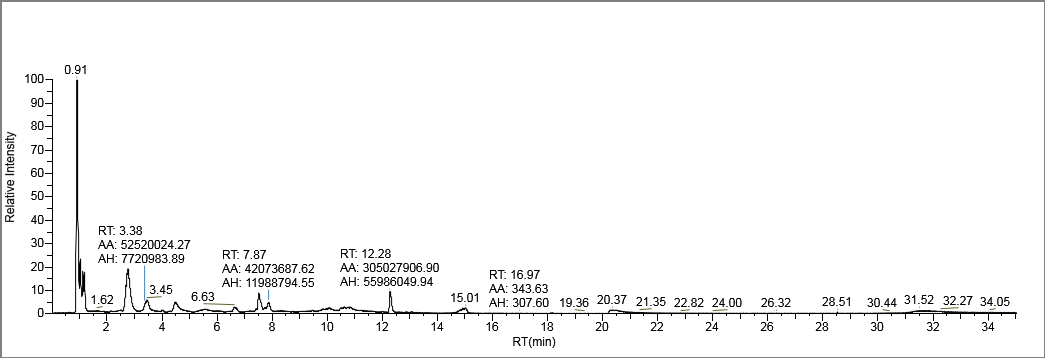 0.91
100
90
80
70
60
50
40
30
20
10
0
Relative Intensity
RT: 3.38
AA: 52520024.27
AH: 7720983.89
RT: 7.87
AA: 42073687.62
AH: 11988794.55
RT: 12.28
AA: 305027906.90
AH: 55986049.94
RT: 16.97
AA: 343.63
AH: 307.60
1.62 3.45 6.63 15.01 19.36 20.37 21.35 22.82 24.00 26.32 28.51 30.44 31.52 32.27 34.05
2 4 6 8 10 12 14 16 18 20 22 24 26 28 30 32 34
RT(min)